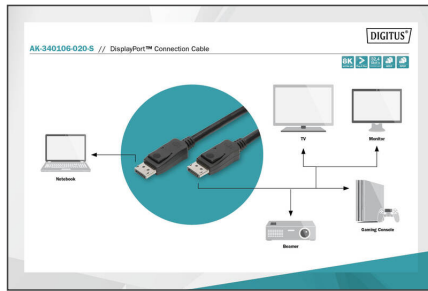 DIGITUS®
AK-340106-020-S // DisplayPort™ Connection Cable
8K
TV
Monitor
Notebook
Beamer
Gaming Console